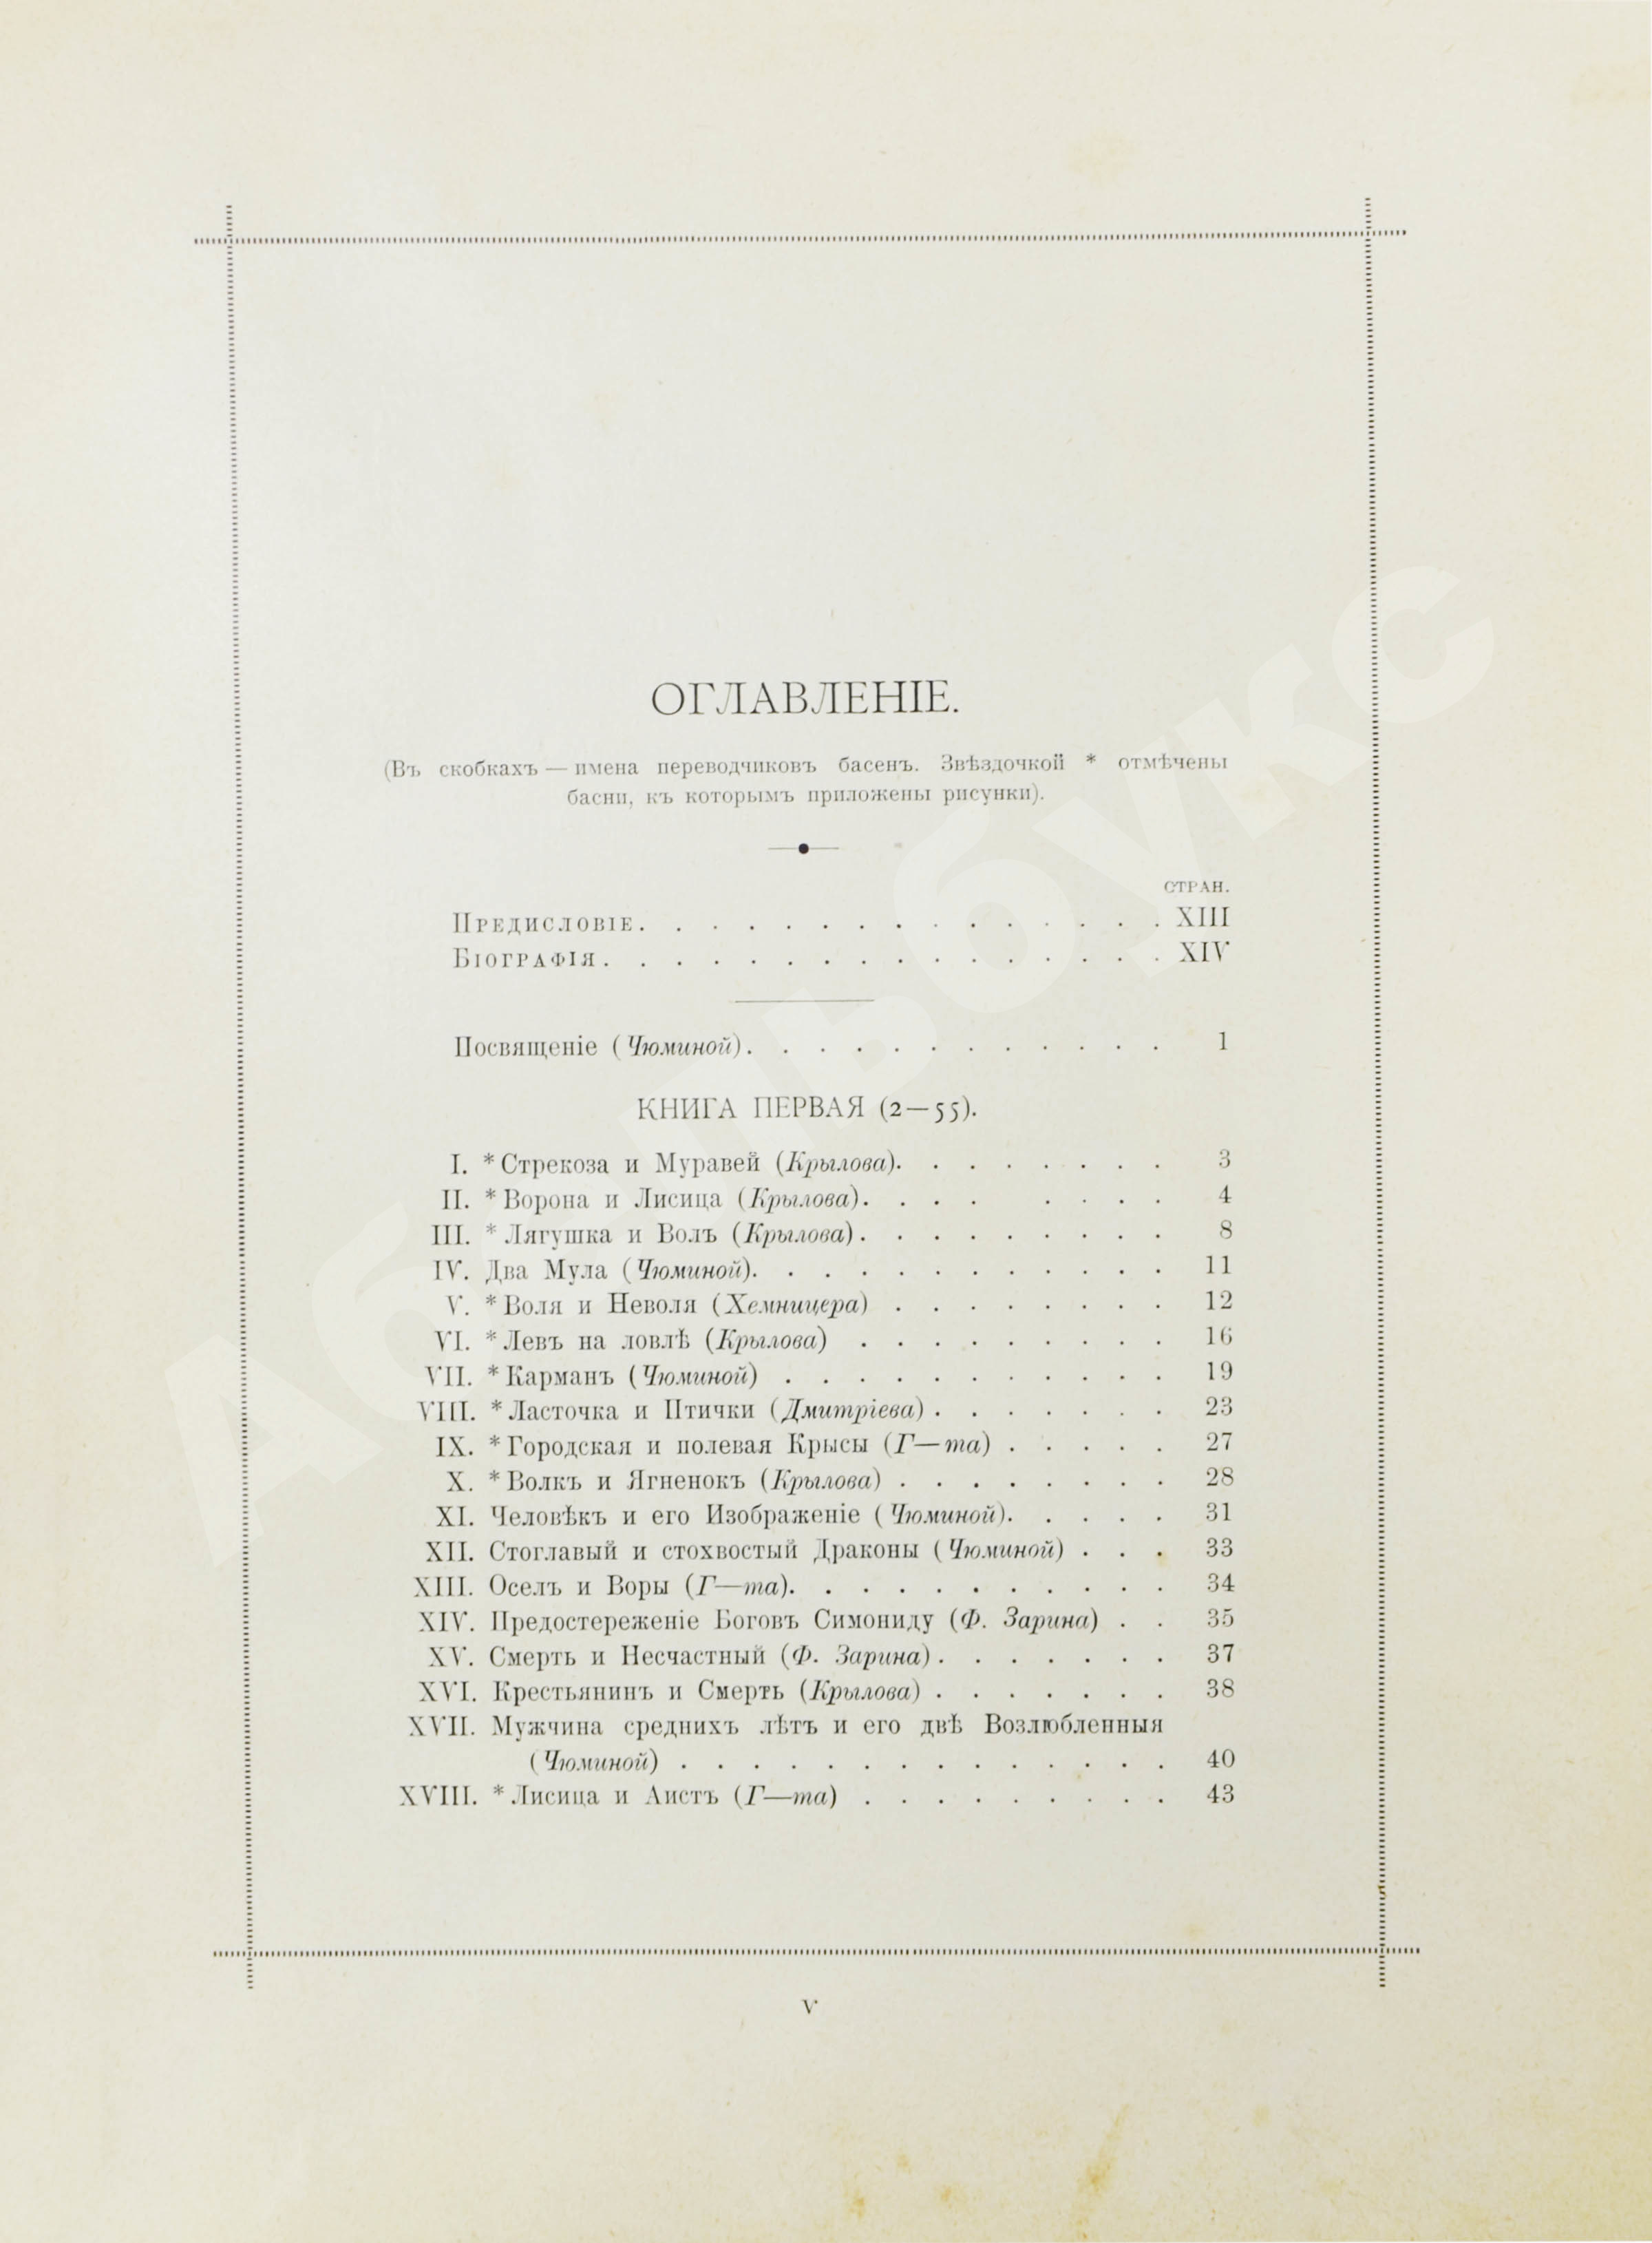 ОГЛАВЛЕНІЕ.
(Въ скобкахъ — имена переводчиковъ басенъ. Звѣздочкой * отмѣчены
басни, къ которымъ приложены рисунки).
СТРАН.
Предисловіе. . . . . . . . . . . . . . . XIII
Біографія. . . . . . . . . . . . . . . . XIV
Посвященіе (Чюминой). . . . . . . . . . . . 1
КНИГА ПЕРВАЯ (2—55).
I. * Стрекоза и Муравей (Крылова). . . . . . . . 3
II. * Ворона и Лисица (Крылова). . . . . . . . 4
III. * Лягушка и Волъ (Крылова). . . . . . . . . 8
IV. Два Мула (Чюминой). . . . . . . . . . . . 11
V. * Воля и Неволя (Хемницера) . . . . . . . . 12
VI. * Левъ на ловлѣ (Крылова) . . . . . . . . . 16
VII. * Карманъ (Чюминой) . . . . . . . . . . . 19
VIII. * Ласточка и Птички (Дмитріева) . . . . . . . 23
IX. * Городская и полевая Крысы (Г—та) . . . . . 27
X. * Волкъ и Ягненокъ (Крылова) . . . . . . . . 28
XI. Человѣкъ и его Изображеніе (Чюминой). . . . . 31
XII. Стоглавый и стохвостый Драконы (Чюминой) . . . 33
XIII. Оселъ и Воры (Г—та). . . . . . . . . . . 34
XIV. Предостереженіе Боговъ Симониду (Ф. Зарина) . . 35
XV. Смерть и Несчастный (Ф. Зарина). . . . . . . 37
XVI. Крестьянинъ и Смерть (Крылова) . . . . . . . 38
XVII. Мужчина среднихъ лѣтъ и его двѣ Возлюбленныя
(Чюминой) . . . . . . . . . . . . . . 40
XVIII. * Лисица и Аистъ (Г—та) . . . . . . . . . 43
V